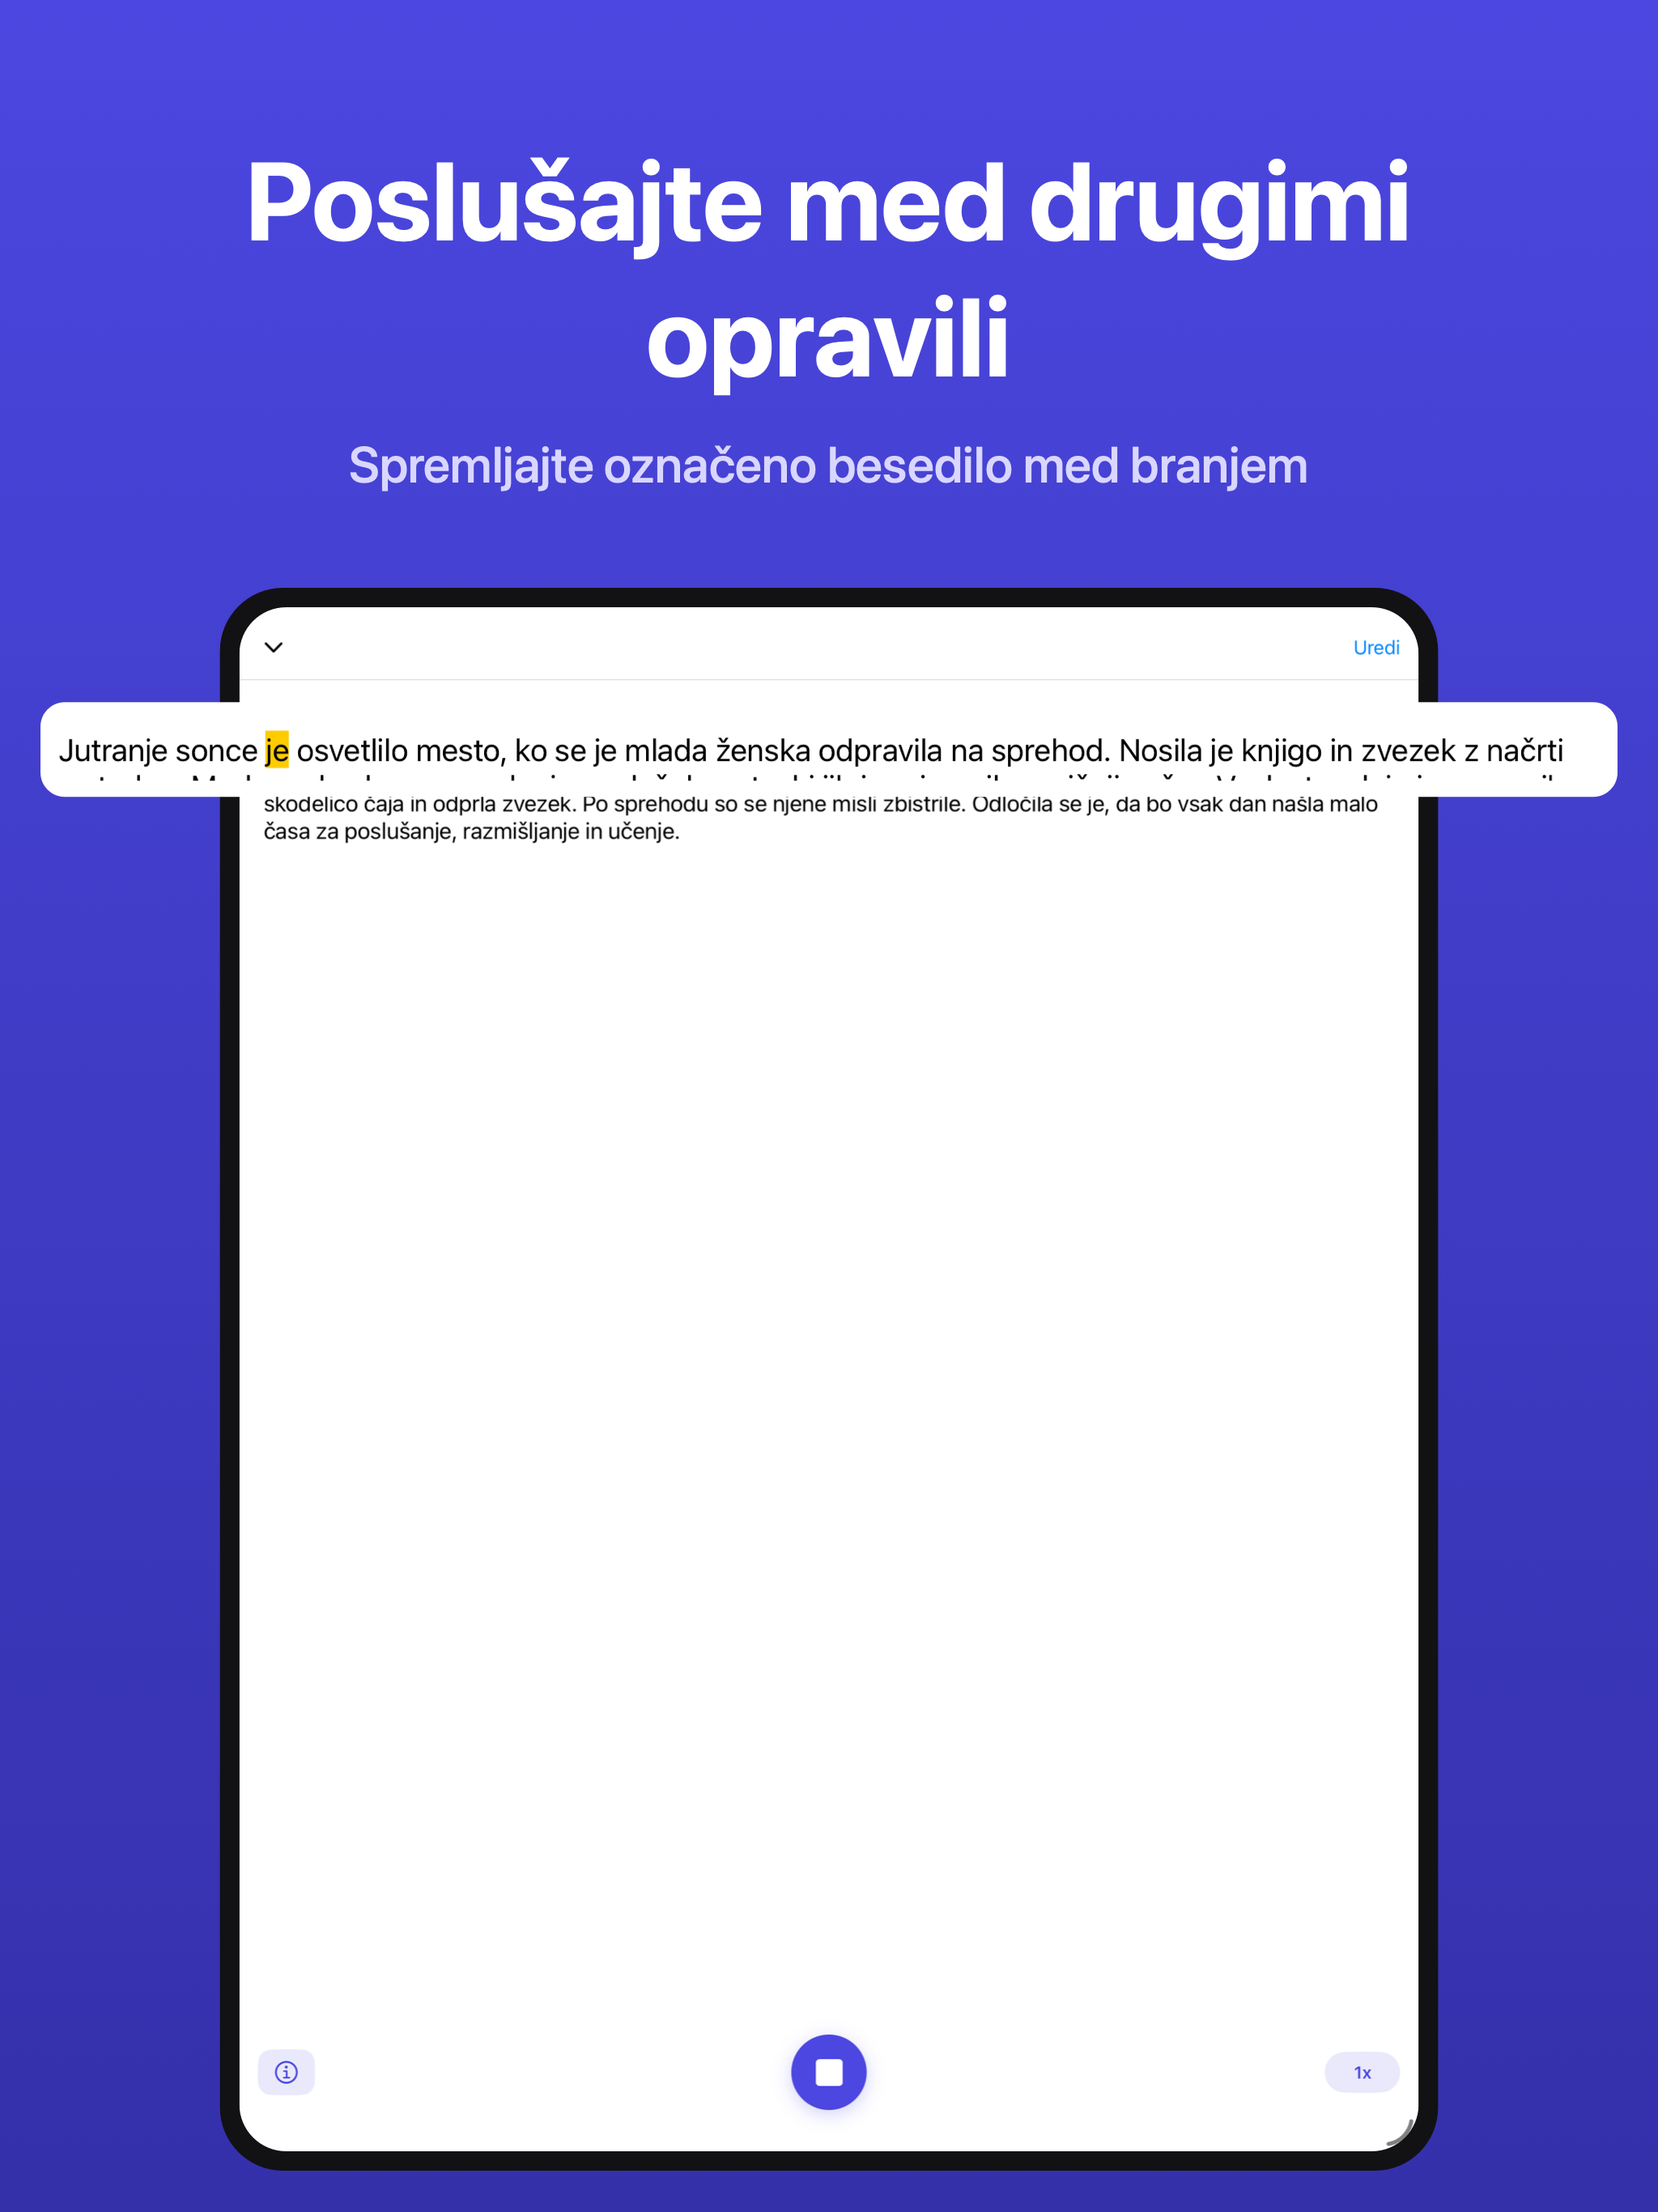 Poslušajte med drugimi
opravili
Spremljajte označeno besedilo med branjem
Uredi
Jutranje sonce je osvetlilo mesto, ko se je mlada ženska odpravila na sprehod. Nosila je knjigo in zvezek z načrti
skodelico čaja in odprla zvezek. Po sprehodu so se njene misli zbistrile. Odločila se je, da bo vsak dan našla malo
časa za poslušanje, razmišljanje in učenje.
1x